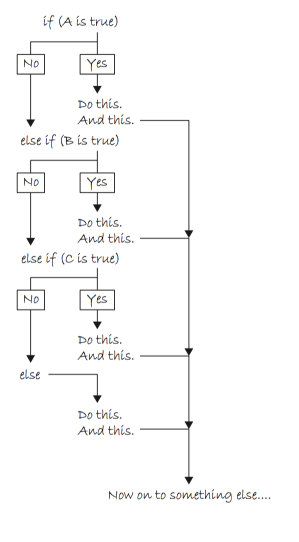 if (A is true)
No
Yes
Do this.
And this.
else if (B is true)
No
Yes
Do this.
And this.
else if (C is true)
No
Yes
Do this.
And this.
else
Do this.
And this.
Now on to something else....